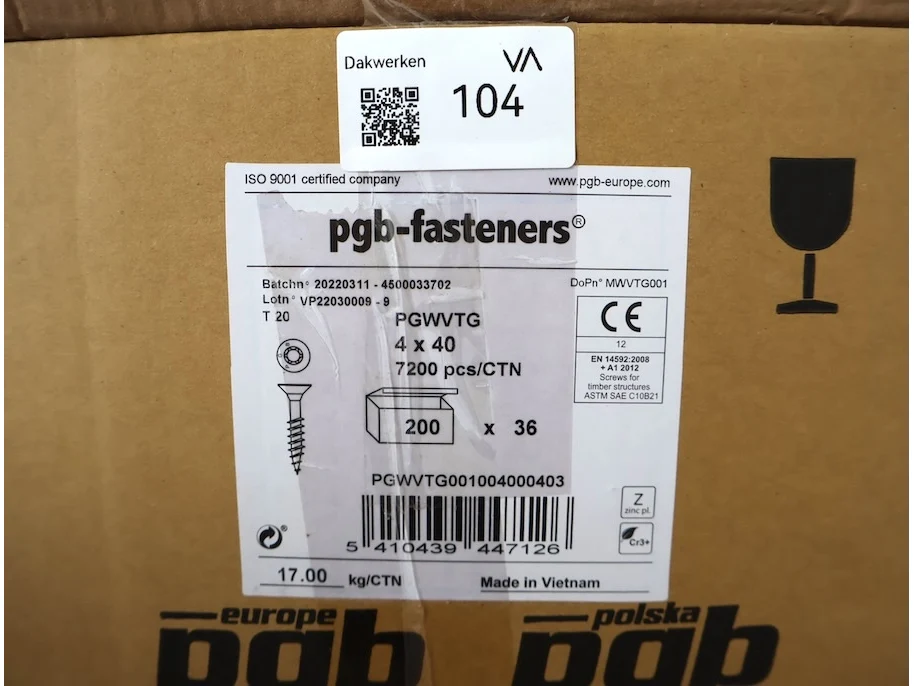 Dakwerken
VA
104
ISO 9001 certified company
www.pgb-europe.com
pgb-fasteners®
Batchn° 20220311 - 4500033702
Lotn° VP22030009 - 9
T 20
DoPn° MWVTG001
PGWVTG
4 x 40
7200 pcs/CTN
200 x 36
CE
12
EN 14592:2008
+ A1 2012
Screws for
timber structures
ASTM SAE C10B21
PGWVTG001004000403
5 410439 447126
Z
zinc pl.
Cr3+
®
17.00 kg/CTN
Made in Vietnam
europe
pgb
polska
pgb